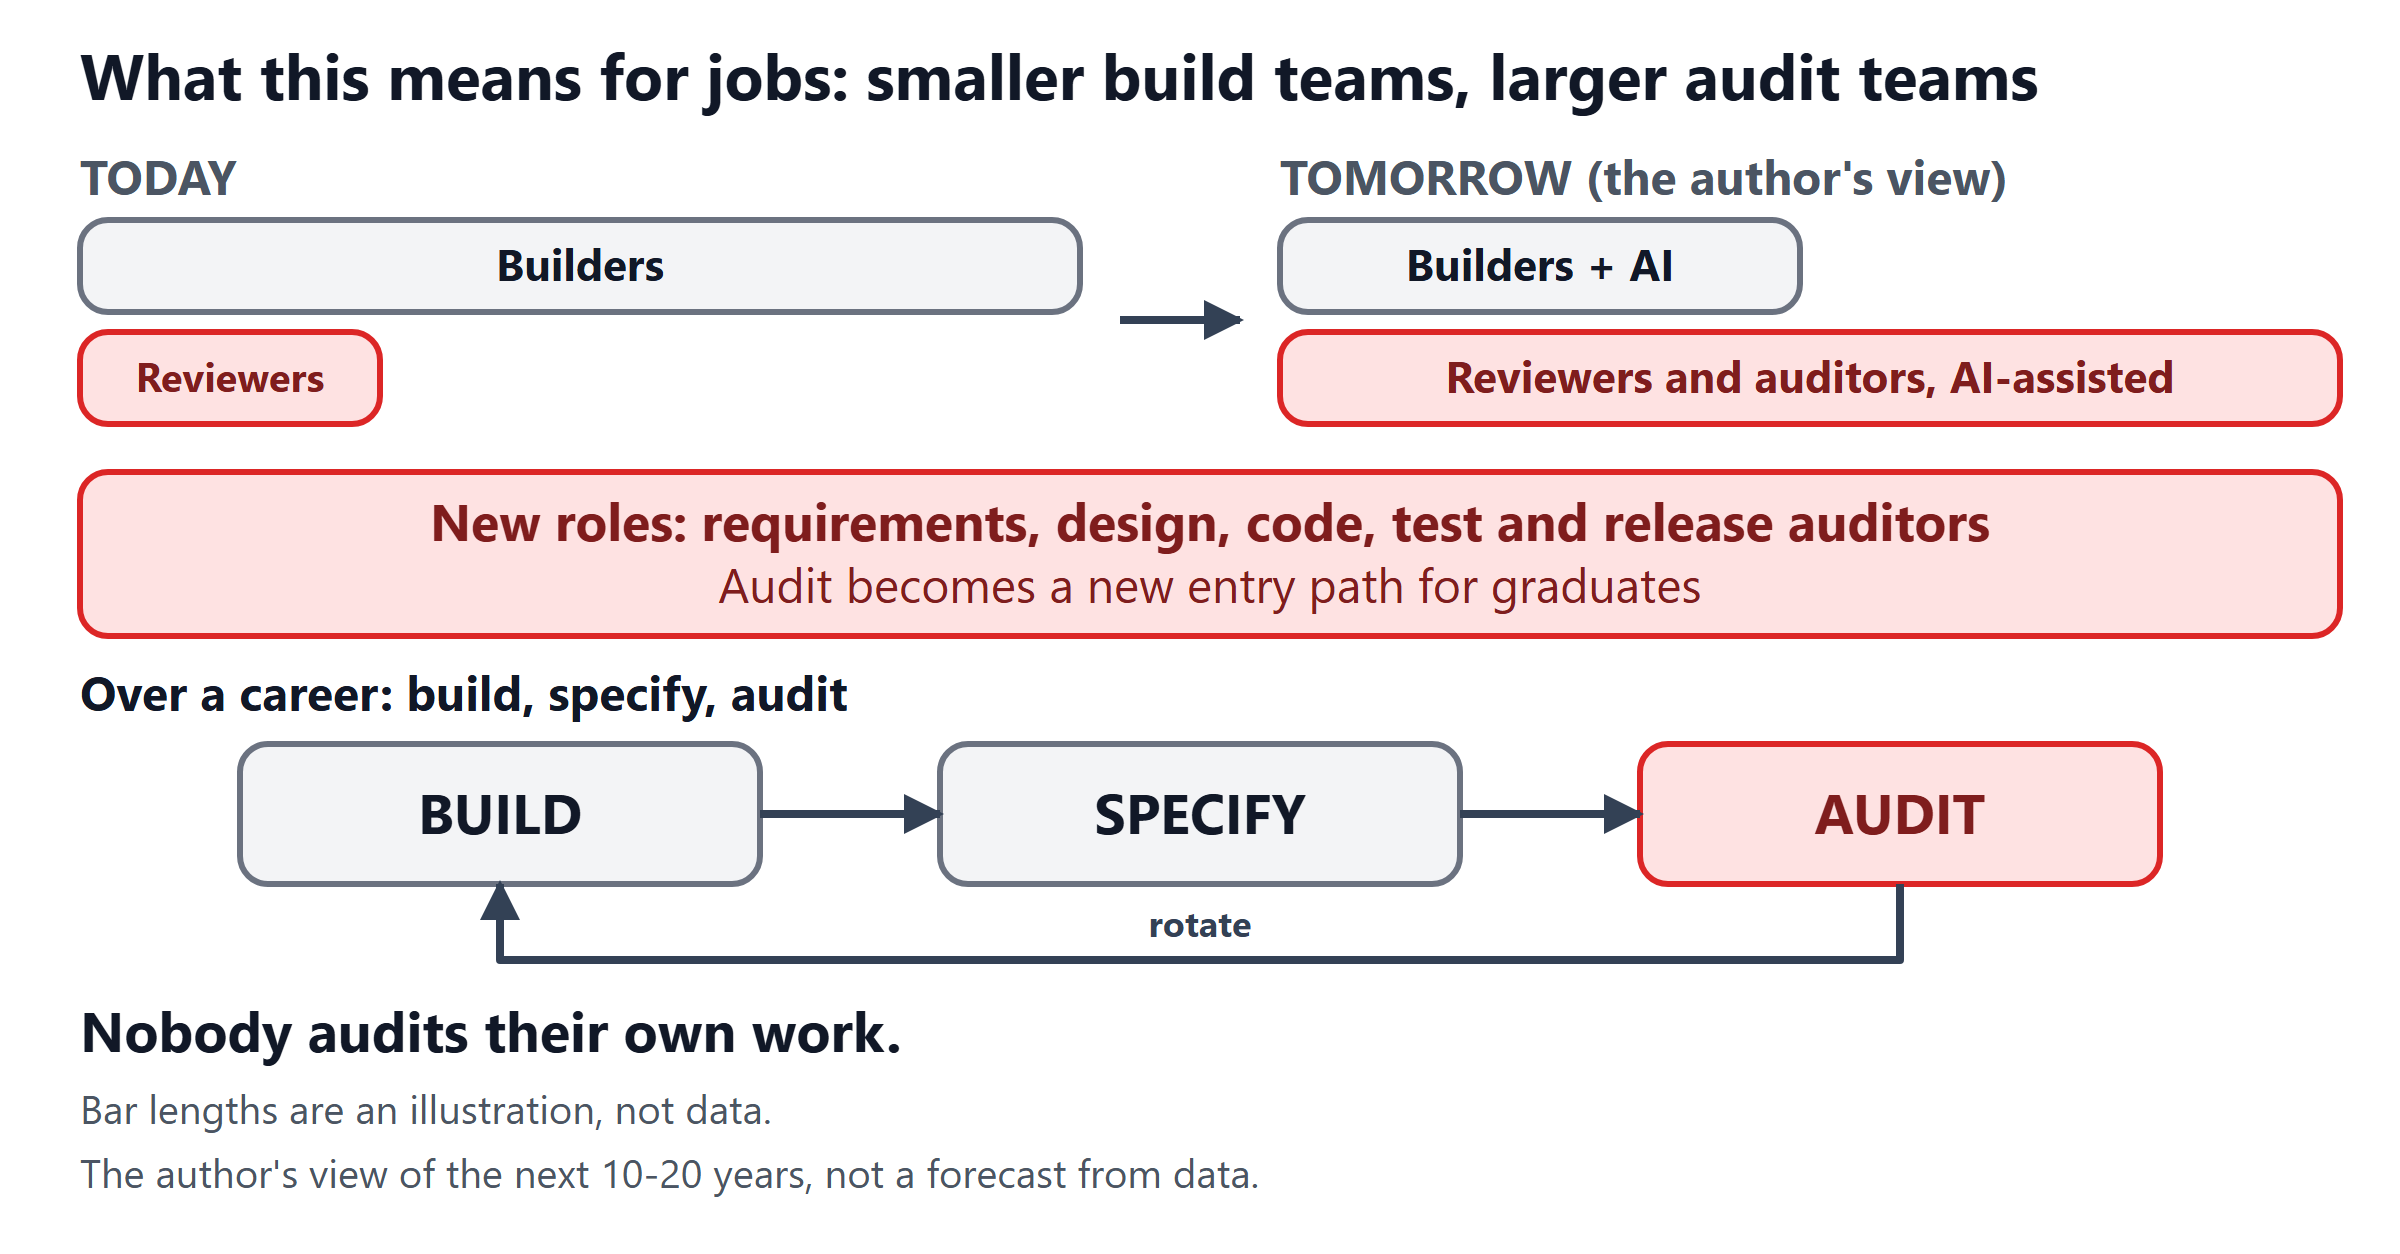 What this means for jobs: smaller build teams, larger audit teams
TODAY
TOMORROW (the author's view)
Builders
Builders + AI
Reviewers
Reviewers and auditors, AI-assisted
New roles: requirements, design, code, test and release auditors
Audit becomes a new entry path for graduates
Over a career: build, specify, audit
BUILD
SPECIFY
AUDIT
rotate
Nobody audits their own work.
Bar lengths are an illustration, not data.
The author's view of the next 10-20 years, not a forecast from data.